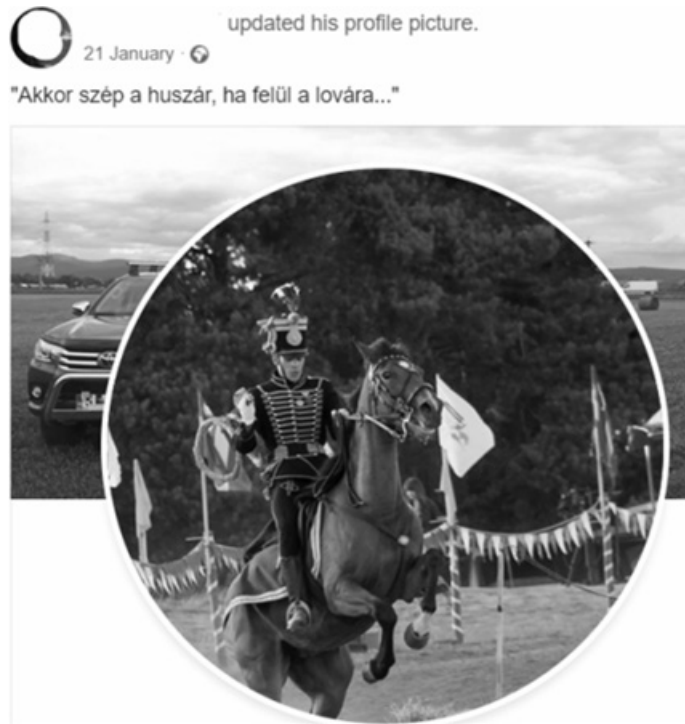 updated his profile picture.
21 January ·
"Akkor szép a huszár, ha felül a lovára..."